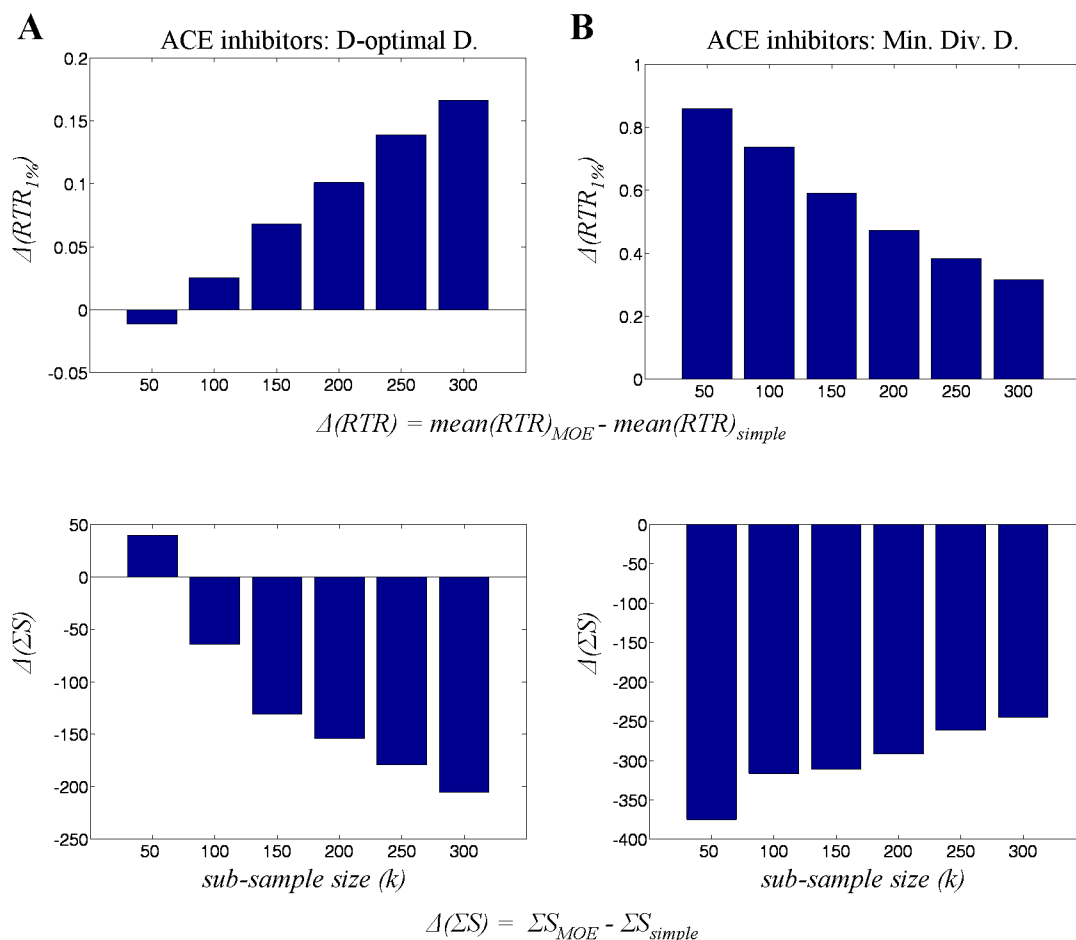 A
ACE inhibitors: D-optimal D.
0.2
0.15
0.1
0.05
0
-0.05
Δ(RTR1%)
50 100 150 200 250 300
B
ACE inhibitors: Min. Div. D.
1
0.8
0.6
0.4
0.2
0
Δ(RTR1%)
50 100 150 200 250 300
Δ(RTR) = mean(RTR)MOE - mean(RTR)simple
50
0
-50
-100
-150
-200
-250
Δ(ΣS)
50 100 150 200 250 300
sub-sample size (k)
0
-50
-100
-150
-200
-250
-300
-350
-400
Δ(ΣS)
50 100 150 200 250 300
sub-sample size (k)
Δ(ΣS) = ΣSMOE - ΣSsimple